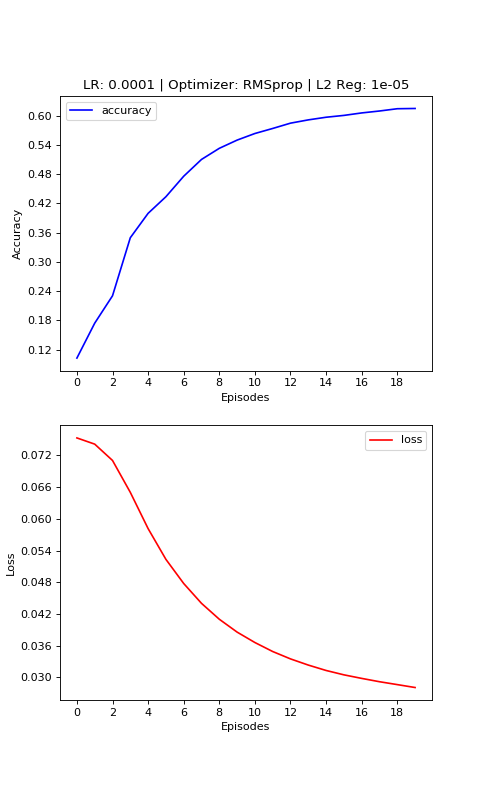 LR: 0.0001 | Optimizer: RMSprop | L2 Reg: 1e-05
accuracy
0.60
0.54
0.48
0.42
0.36
0.30
0.24
0.18
0.12
Accuracy
0 2 4 6 8 10 12 14 16 18
Episodes
loss
0.072
0.066
0.060
0.054
0.048
0.042
0.036
0.030
Loss
0 2 4 6 8 10 12 14 16 18
Episodes